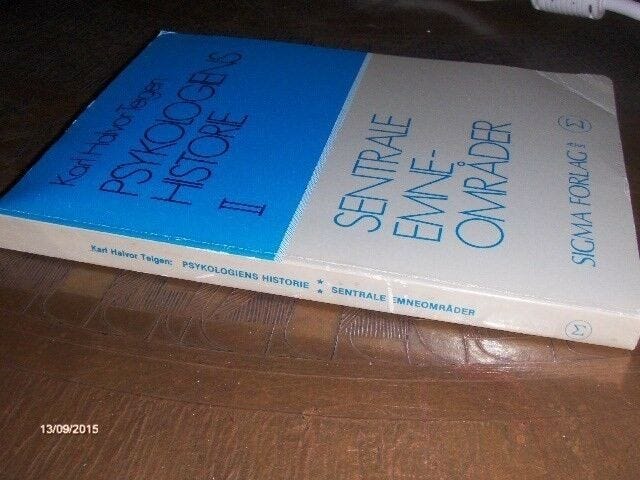 Karl Halvor Teigen
PSYKOLOGIENS
HISTORIE
II
SENTRALE
EMNE-
OMRÅDER
SIGMA FORLAG A/S Σ
Karl Halvor Teigen: PSYKOLOGIENS HISTORIE ** SENTRALE EMNEOMRÅDER Σ
13/09/2015